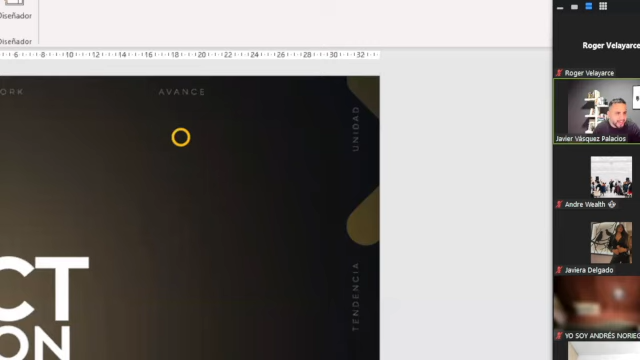 Diseñador
Diseñador
6 8 10 12 14 16 18 20 22 24 26 28 30 32
ORK
AVANCE
UNIDAD
CT
ON
TENDENCIA
Roger Velayarce
Roger Velayarce
Javier Vásquez Palacios
Andre Wealth
Javiera Delgado
YO SOY ANDRÉS NORIEG